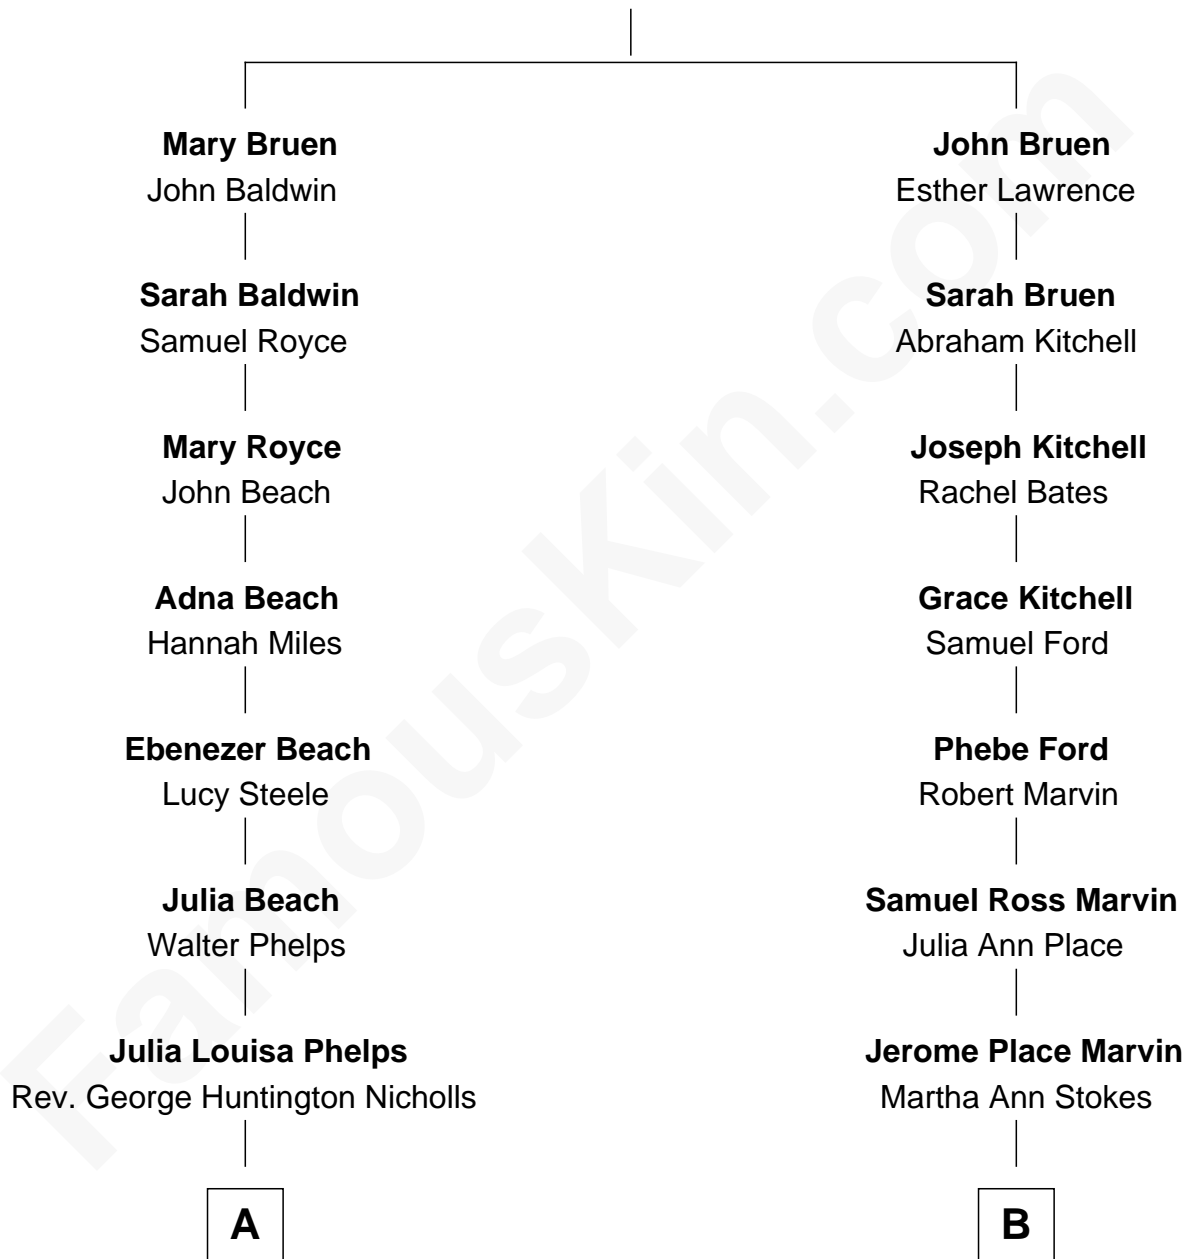 Mary Bruen
John Baldwin
Sarah Baldwin
Samuel Royce
Mary Royce
John Beach
Adna Beach
Hannah Miles
Ebenezer Beach
Lucy Steele
Julia Beach
Walter Phelps
Julia Louisa Phelps
Rev. George Huntington Nicholls
A
John Bruen
Esther Lawrence
Sarah Bruen
Abraham Kitchell
Joseph Kitchell
Rachel Bates
Grace Kitchell
Samuel Ford
Phebe Ford
Robert Marvin
Samuel Ross Marvin
Julia Ann Place
Jerome Place Marvin
Martha Ann Stokes
B
FamousKin.com